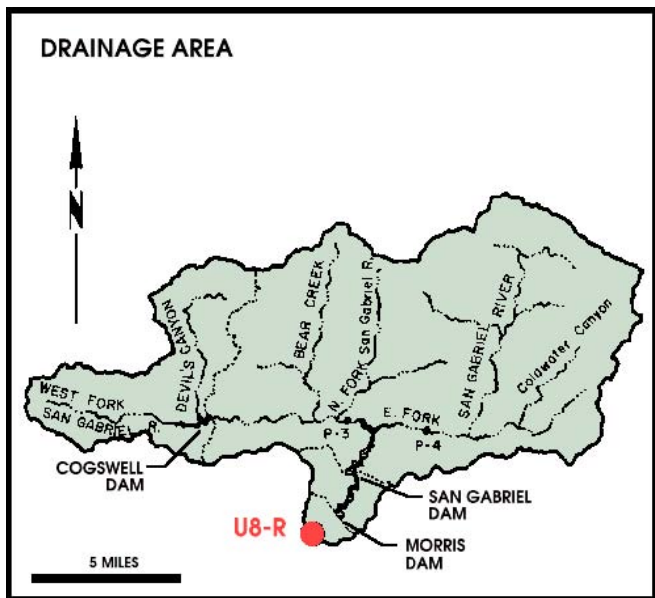 DRAINAGE AREA
N
DEVILS CANYON
BEAR CREEK
N. FORK San Gabriel R.
SAN GABRIEL RIVER
Coldwater Canyon
WEST FORK
SAN GABRIEL R.
E. FORK
P-3
P-4
COGSWELL
DAM
SAN GABRIEL
DAM
U8-R
MORRIS
DAM
5 MILES